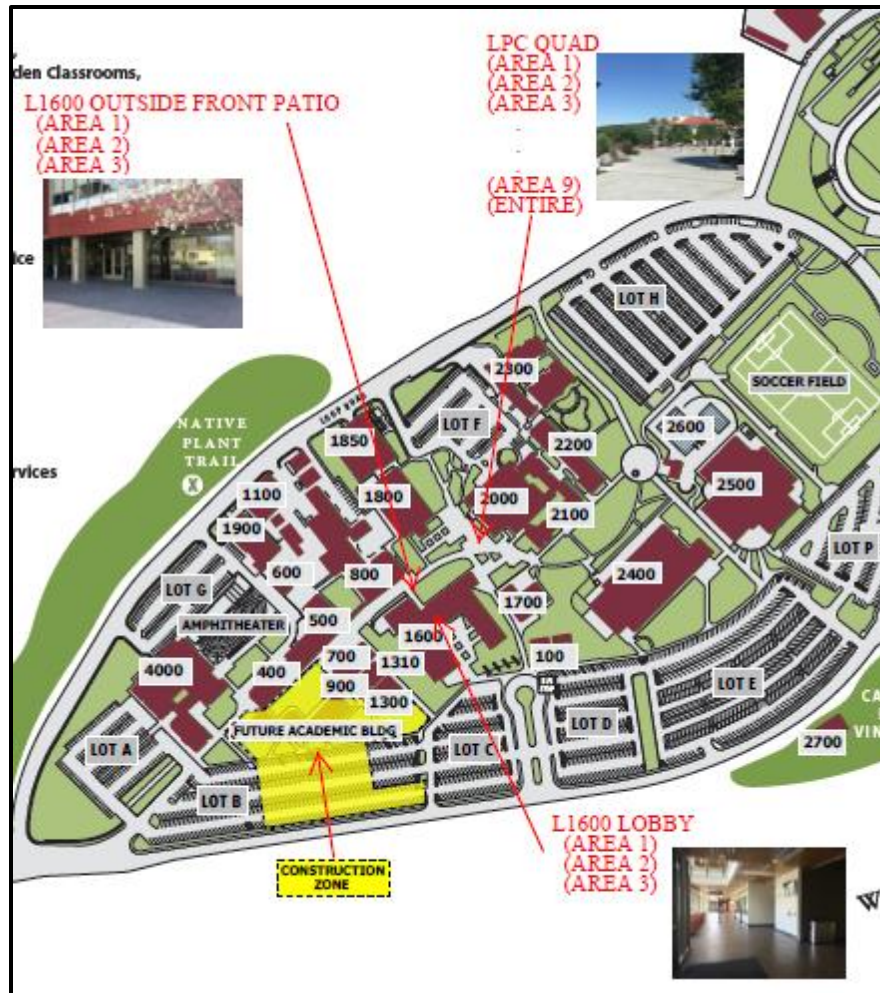 ,
den Classrooms,
L1600 OUTSIDE FRONT PATIO
(AREA 1)
(AREA 2)
(AREA 3)
LPC QUAD
(AREA 1)
(AREA 2)
(AREA 3)
.
.
.
(AREA 9)
(ENTIRE)
ice
rvices
NATIVE
PLANT
TRAIL
X
LOOP ROAD
LOT H
SOCCER FIELD
2300
LOT F
1850
2200
2600
1100
1800
2000
2500
1900
2100
LOT P
600
800
2400
LOT G
1700
AMPHITHEATER
500
1600
700
1310
100
4000
400
900
1300
LOT E
FUTURE ACADEMIC BLDG
LOT A
LOT C
LOT D
2700
CA
VIN
LOT B
L1600 LOBBY
(AREA 1)
(AREA 2)
(AREA 3)
CONSTRUCTION
ZONE
W